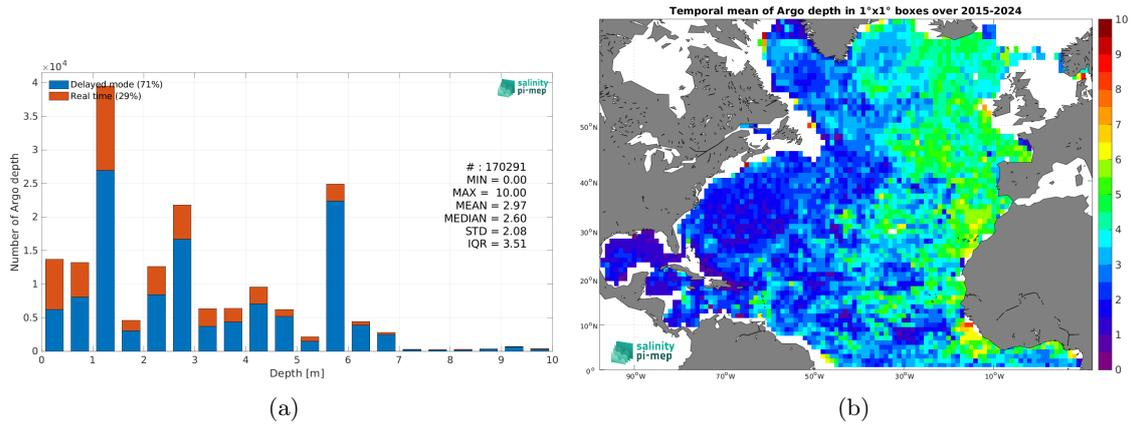 ×10⁴
Delayed mode (71%)
Real time (29%)
salinity
pi-mep
# : 170291
MIN = 0.00
MAX = 10.00
MEAN = 2.97
MEDIAN = 2.60
STD = 2.08
IQR = 3.51
Number of Argo depth
4
3.5
3
2.5
2
1.5
1
0.5
0
0 1 2 3 4 5 6 7 8 9 10
Depth [m]
(a)
Temporal mean of Argo depth in 1°x1° boxes over 2015-2024
50°N
40°N
30°N
20°N
10°N
0°
90°W 70°W 50°W 30°W 10°W
salinity
pi-mep
10
9
8
7
6
5
4
3
2
1
0
(b)